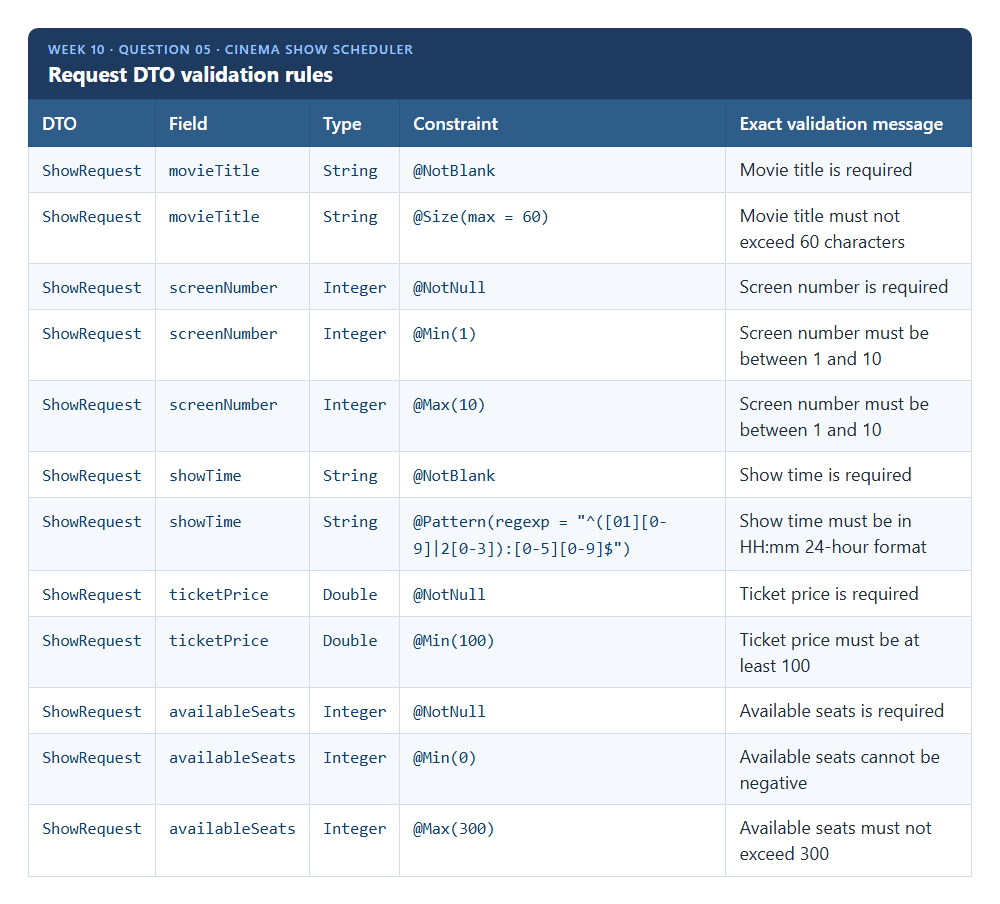 WEEK 10 · QUESTION 05 · CINEMA SHOW SCHEDULER
Request DTO validation rules
DTO Field Type Constraint Exact validation message
ShowRequest movieTitle String @NotBlank Movie title is required
ShowRequest movieTitle String @Size(max = 60) Movie title must not
exceed 60 characters
ShowRequest screenNumber Integer @NotNull Screen number is required
ShowRequest screenNumber Integer @Min(1) Screen number must be
between 1 and 10
ShowRequest screenNumber Integer @Max(10) Screen number must be
between 1 and 10
ShowRequest showTime String @NotBlank Show time is required
ShowRequest showTime String @Pattern(regexp = "^([01][0- Show time must be in
9]|2[0-3]):[0-5][0-9]$") HH:mm 24-hour format
ShowRequest ticketPrice Double @NotNull Ticket price is required
ShowRequest ticketPrice Double @Min(100) Ticket price must be at
least 100
ShowRequest availableSeats Integer @NotNull Available seats is required
ShowRequest availableSeats Integer @Min(0) Available seats cannot be
negative
ShowRequest availableSeats Integer @Max(300) Available seats must not
exceed 300